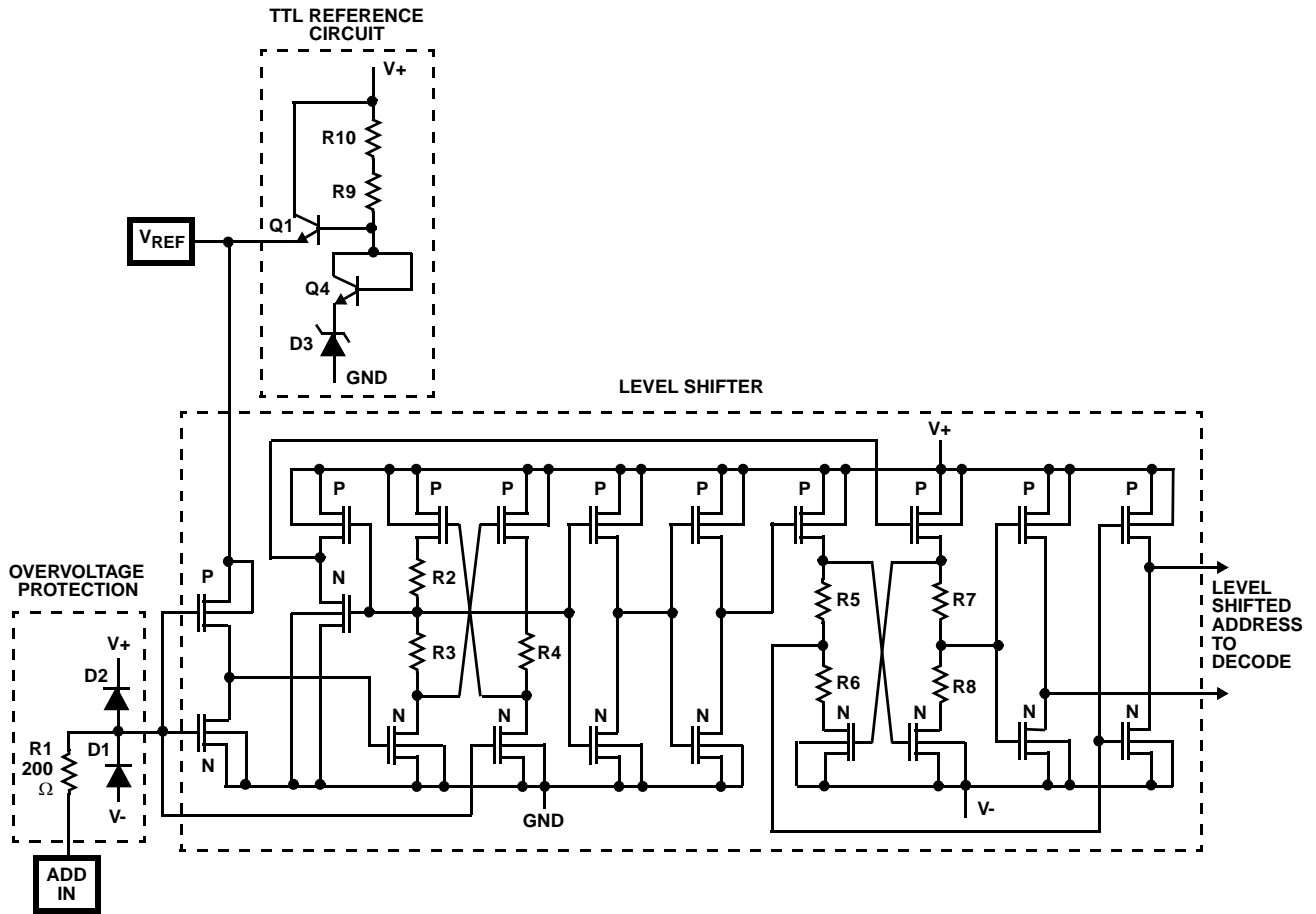 TTL REFERENCE
CIRCUIT
V+
R10
R9
Q1
VREF
Q4
D3
GND
LEVEL SHIFTER
V+
P
P
P
P
P
P
P
P
P
OVERVOLTAGE
PROTECTION
P
N
R2
R5
R7
LEVEL
SHIFTED
ADDRESS
TO
DECODE
V+
R3
R4
D2
R6
R8
N
N
N
N
N
N
N
N
R1
200
Ω
D1
N
V-
GND
V-
ADD
IN